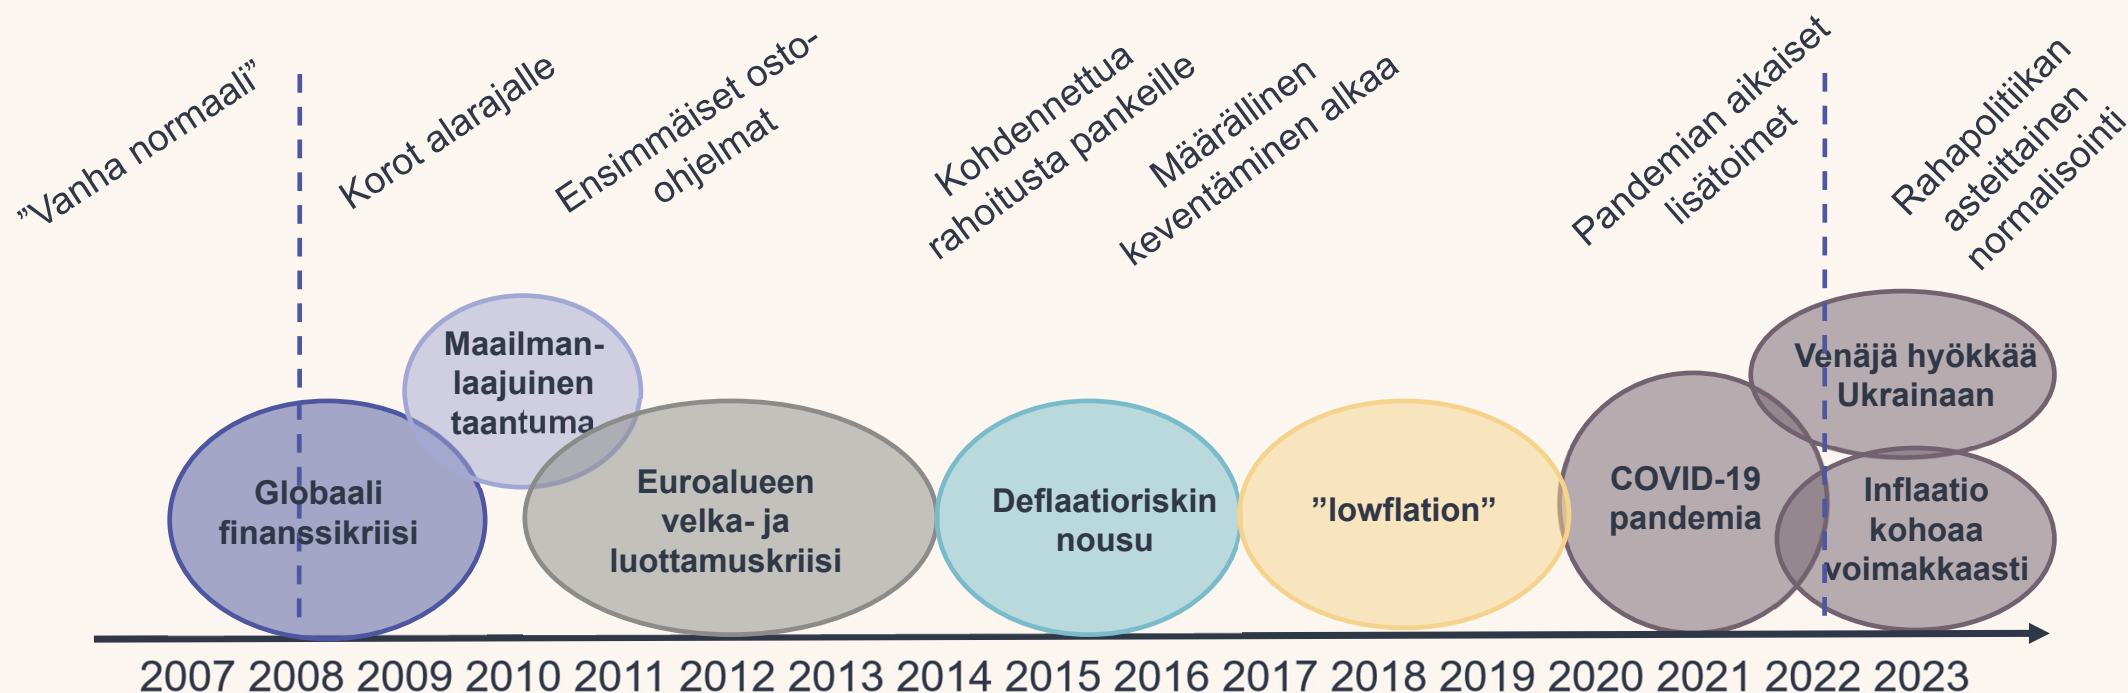 ”Vanha normaali”
Korot alarajalle
Ensimmäiset osto-
ohjelmat
Kohdennettua
rahoitusta pankeille
Määrällinen
keventäminen alkaa
Pandemian aikaiset
lisätoimet
Rahapolitiikan
asteittainen
normalisointi
Globaali
finanssikriisi
Maailman-
laajuinen
taantuma
Euroalueen
velka- ja
luottamuskriisi
Deflaatioriskin
nousu
”lowflation”
COVID-19
pandemia
Venäjä hyökkää
Ukrainaan
Inflaatio
kohoaa
voimakkaasti
2007 2008 2009 2010 2011 2012 2013 2014 2015 2016 2017 2018 2019 2020 2021 2022 2023